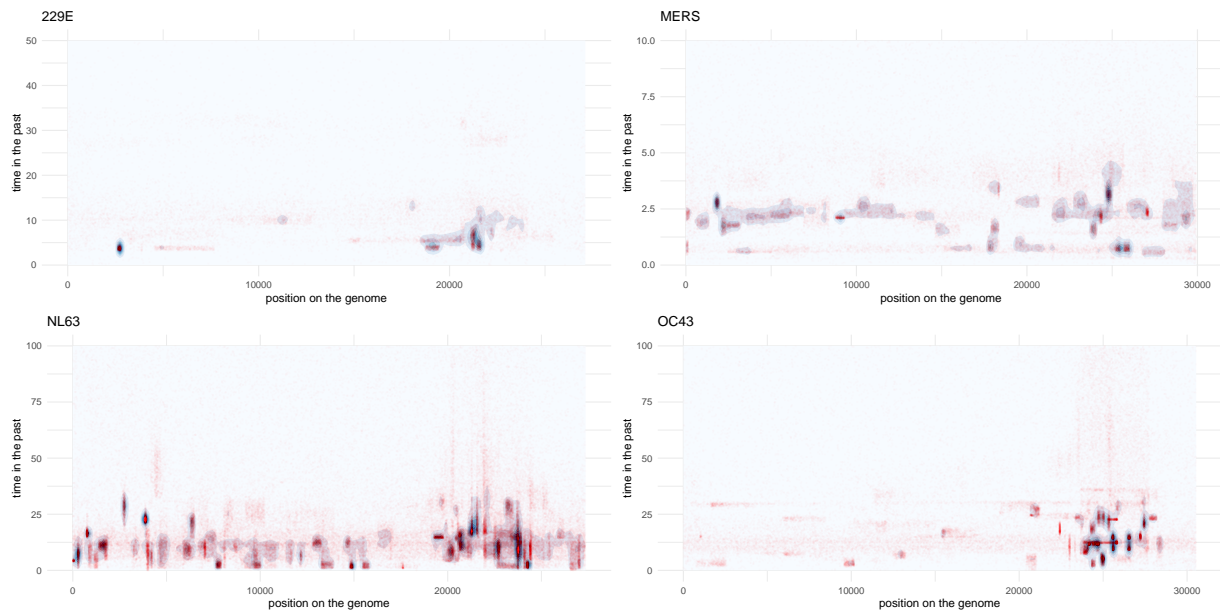 229E
50
40
30
20
10
0
time in the past
0
10000
20000
position on the genome
MERS
10.0
7.5
5.0
2.5
0.0
time in the past
0
10000
20000
30000
position on the genome
NL63
100
75
50
25
0
time in the past
0
10000
20000
position on the genome
OC43
100
75
50
25
0
time in the past
0
10000
20000
30000
position on the genome